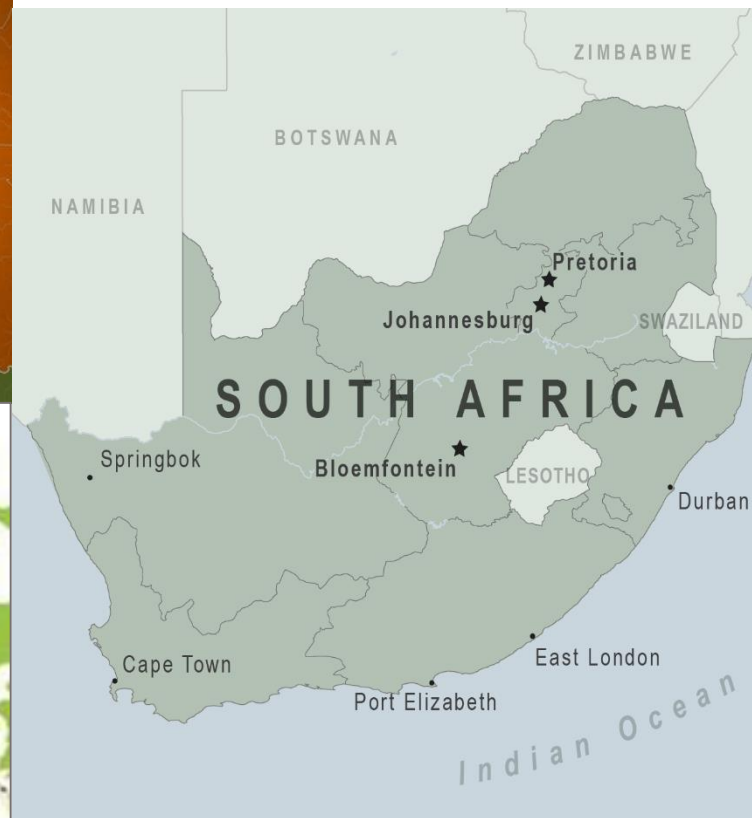 ZIMBABWE
BOTSWANA
NAMIBIA
Pretoria
Johannesburg
SWAZILAND
SOUTH AFRICA
Springbok
Bloemfontein
LESOTHO
Durban
Cape Town
East London
Port Elizabeth
Indian Ocean